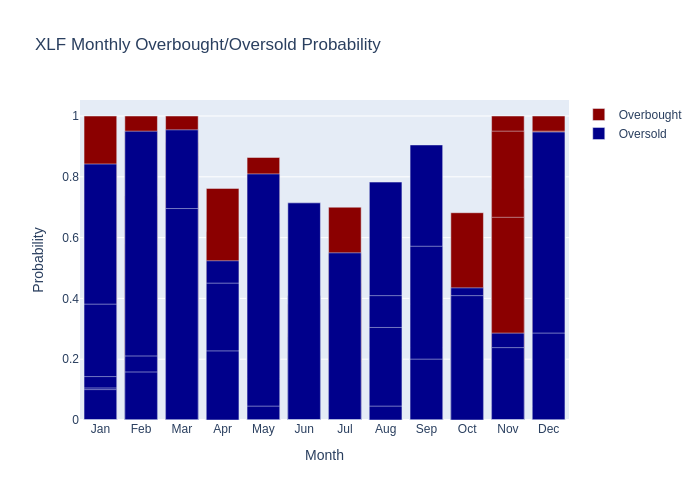 XLF Monthly Overbought/Oversold Probability
Overbought
Oversold
Probability
1
0.8
0.6
0.4
0.2
0
Jan Feb Mar Apr May Jun Jul Aug Sep Oct Nov Dec
Month